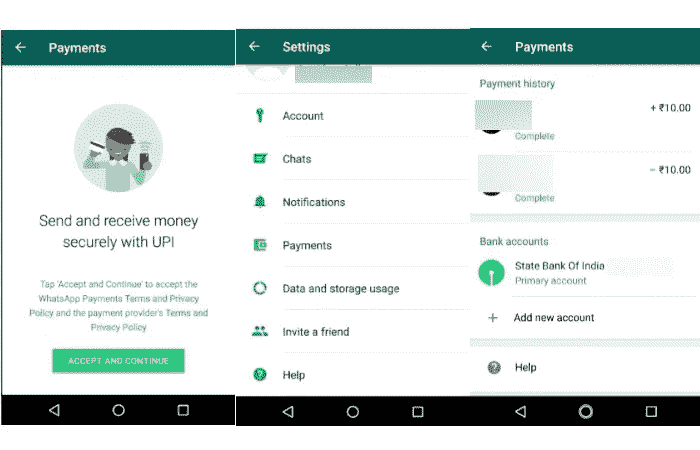 Payments
Send and receive money
securely with UPI
Tap 'Accept and Continue' to accept the
WhatsApp Payments Terms and Privacy
Policy and the payment provider's Terms and
Privacy Policy
ACCEPT AND CONTINUE
Settings
Account
Chats
Notifications
Payments
Data and storage usage
Invite a friend
Help
Payments
Payment history
+ ₹10.00
Complete
– ₹10.00
Complete
Bank accounts
State Bank Of India
Primary account
+ Add new account
Help